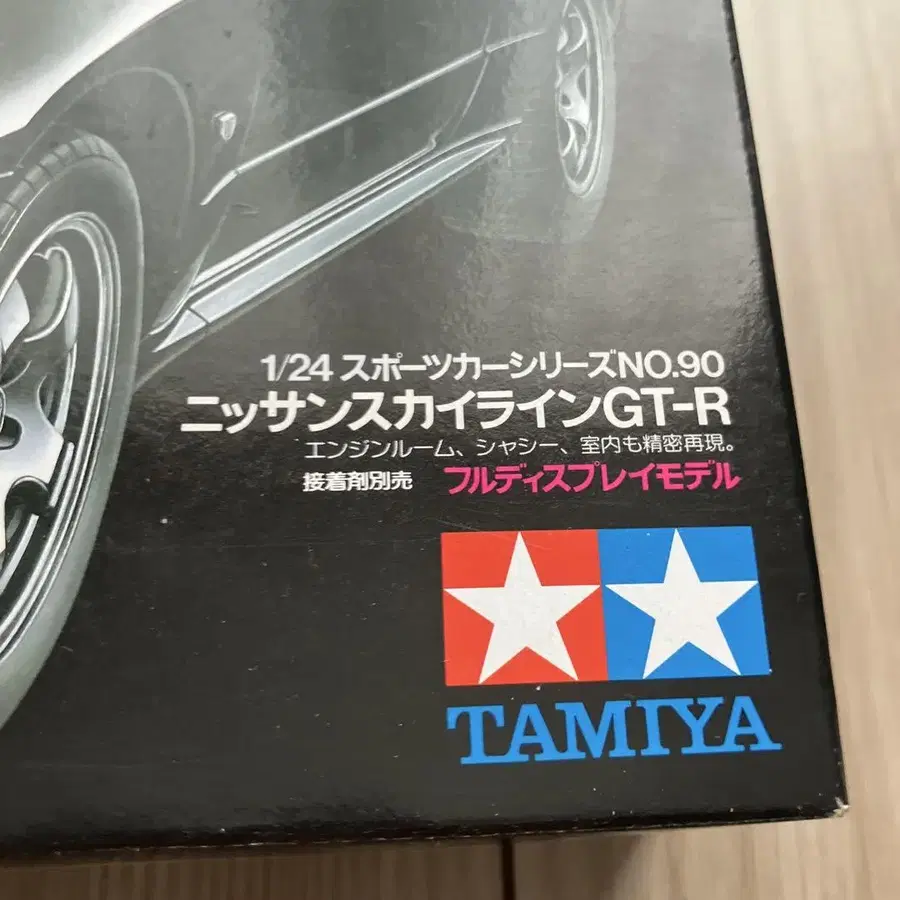 1/24 スポーツカーシリーズNO.90
ニッサンスカイラインGT-R
エンジンルーム、シャシー、室内も精密再現。
接着剤別売 フルディスプレイモデル
TAMIYA